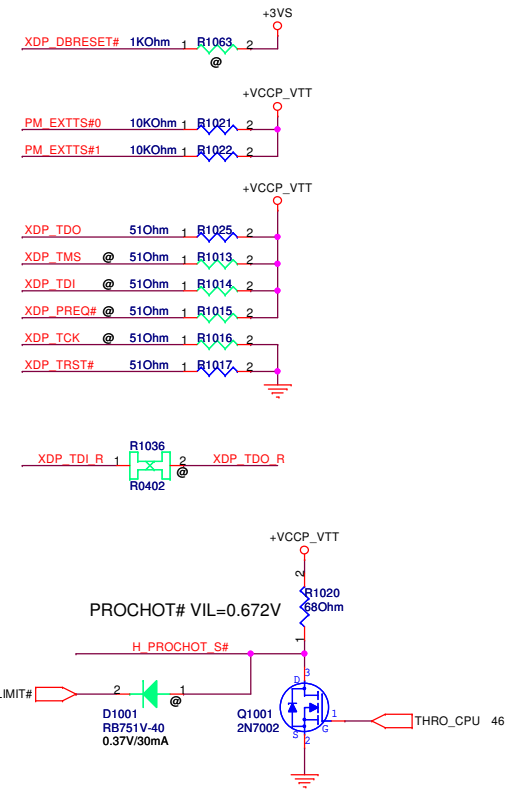 +3VS
XDP_DBRESET# 1KOhm 1 R1063 2
@
+VCCP_VTT
PM_EXTTS#0 10KOhm 1 R1021 2
PM_EXTTS#1 10KOhm 1 R1022 2
+VCCP_VTT
XDP_TDO 51Ohm 1 R1025 2
XDP_TMS @ 51Ohm 1 R1013 2
XDP_TDI @ 51Ohm 1 R1014 2
XDP_PREQ# @ 51Ohm 1 R1015 2
XDP_TCK @ 51Ohm 1 R1016 2
XDP_TRST# 51Ohm 1 R1017 2
R1036
XDP_TDI_R 1 2 XDP_TDO_R
@
R0402
+VCCP_VTT
2
R1020
68Ohm
PROCHOT# VIL=0.672V
1
H_PROCHOT_S#
3
D
LIMIT# 2 1
@
D1001
RB751V-40
0.37V/30mA
Q1001
2N7002
1
G
S
2
THRO_CPU 46